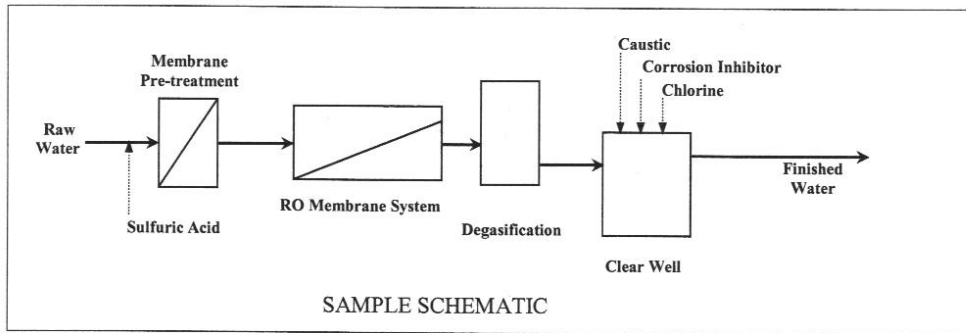 Caustic
Corrosion Inhibitor
Chlorine
Membrane
Pre-treatment
Raw
Water
Sulfuric Acid
RO Membrane System
Degasification
Clear Well
Finished
Water
SAMPLE SCHEMATIC